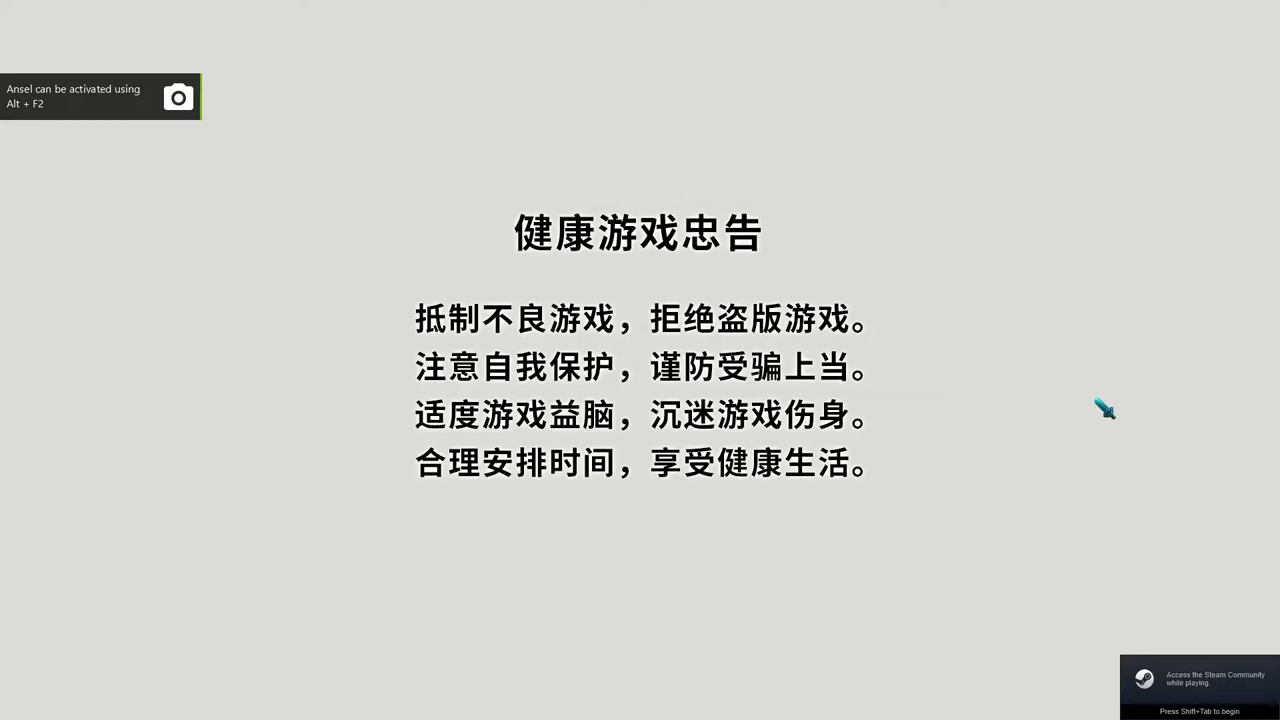 Ansel can be activated using
Alt + F2
健康游戏忠告
抵制不良游戏，拒绝盗版游戏。
注意自我保护，谨防受骗上当。
适度游戏益脑，沉迷游戏伤身。
合理安排时间，享受健康生活。
Access the Steam Community
while playing.
Press Shift+Tab to begin